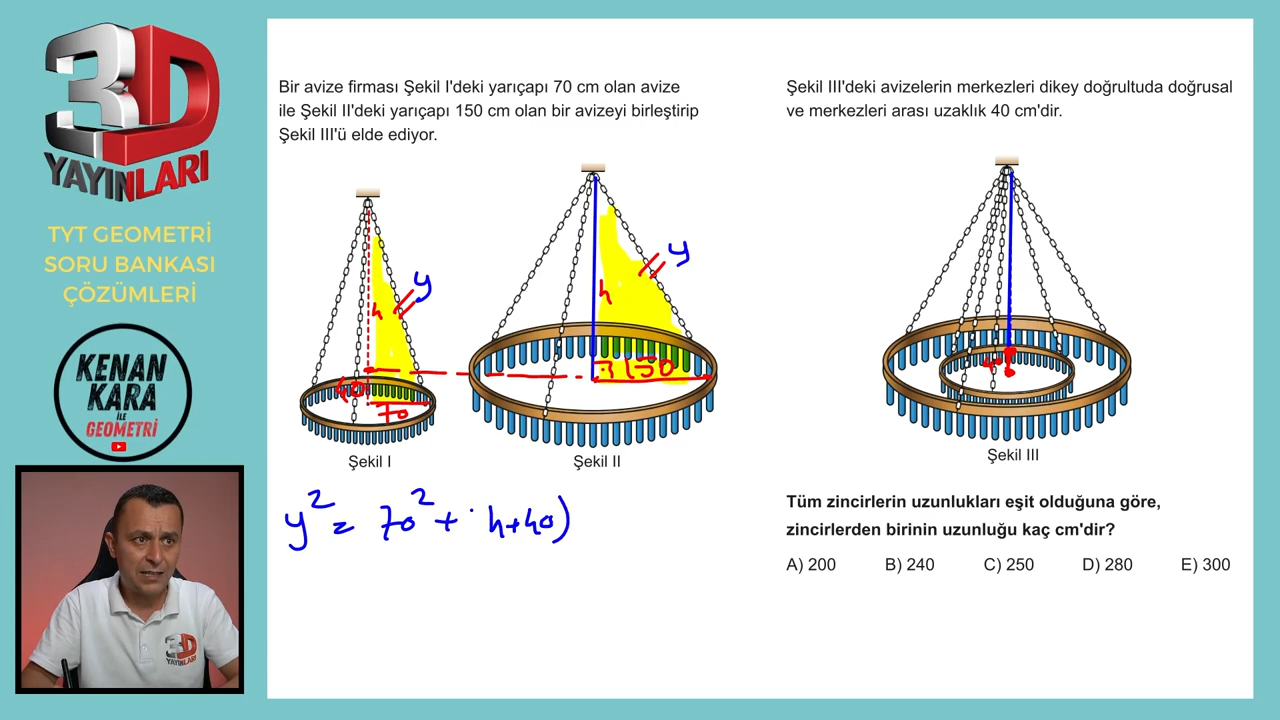 3D
YAYINLARI
TYT GEOMETRİ
SORU BANKASI
ÇÖZÜMLERİ
KENAN
KARA
İLE
GEOMETRİ
3D
YAYINLARI
Bir avize firması Şekil I'deki yarıçapı 70 cm olan avize
ile Şekil II'deki yarıçapı 150 cm olan bir avizeyi birleştirip
Şekil III'ü elde ediyor.
h
y
40
70
Şekil I
h
y
150
Şekil II
y² = 70² + h+40)
Şekil III'deki avizelerin merkezleri dikey doğrultuda doğrusal
ve merkezleri arası uzaklık 40 cm'dir.
40
Şekil III
Tüm zincirlerin uzunlukları eşit olduğuna göre,
zincirlerden birinin uzunluğu kaç cm'dir?
A) 200 B) 240 C) 250 D) 280 E) 300